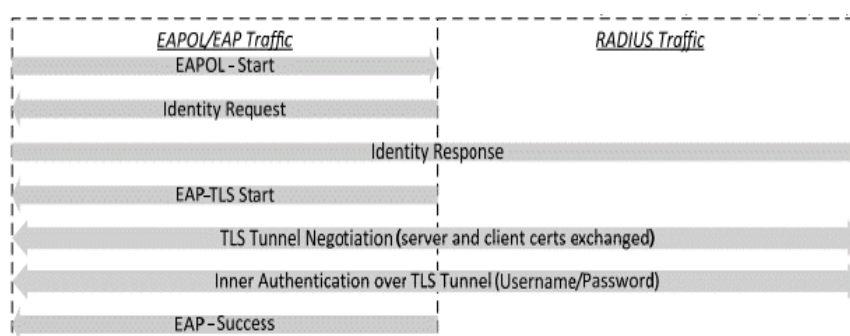 EAPOL/EAP Traffic
RADIUS Traffic
EAPOL - Start
Identity Request
Identity Response
EAP-TLS Start
TLS Tunnel Negotiation (server and client certs exchanged)
Inner Authentication over TLS Tunnel (Username/Password)
EAP - Success